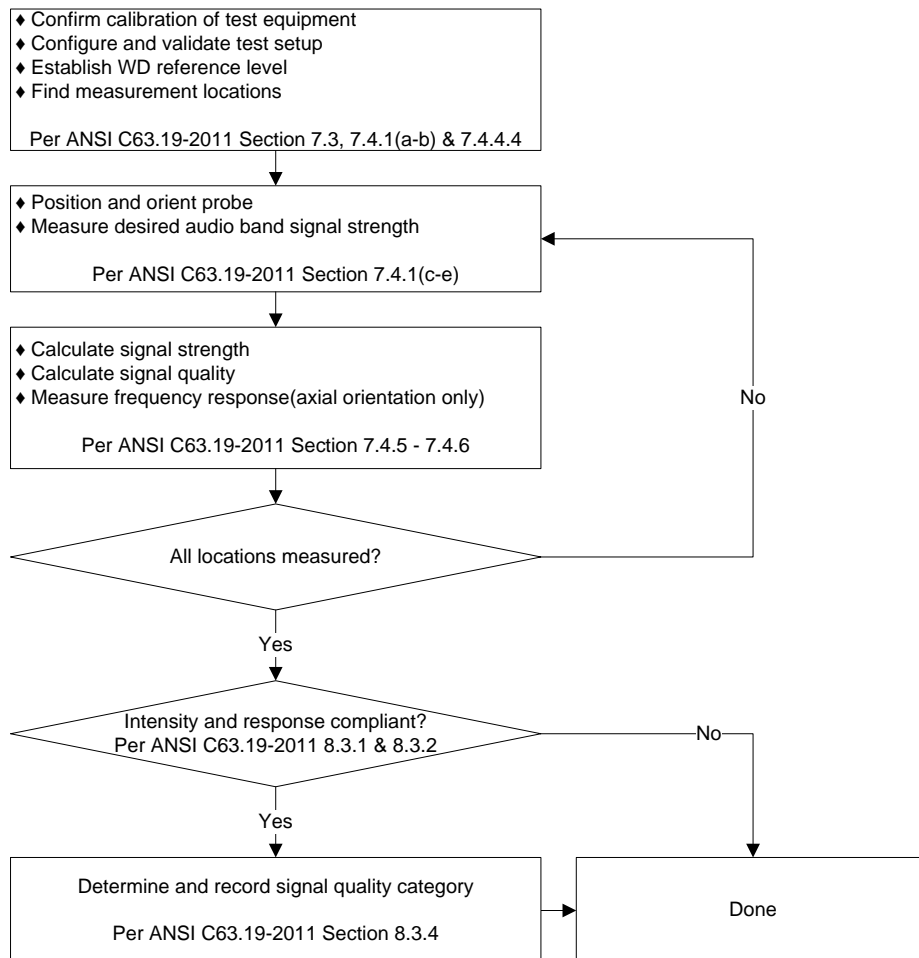 ♦ Confirm calibration of test equipment
♦ Configure and validate test setup
♦ Establish WD reference level
♦ Find measurement locations
Per ANSI C63.19-2011 Section 7.3, 7.4.1(a-b) & 7.4.4.4
♦ Position and orient probe
♦ Measure desired audio band signal strength
Per ANSI C63.19-2011 Section 7.4.1(c-e)
♦ Calculate signal strength
♦ Calculate signal quality
♦ Measure frequency response(axial orientation only)
Per ANSI C63.19-2011 Section 7.4.5 - 7.4.6
No
All locations measured?
Yes
Intensity and response compliant?
Per ANSI C63.19-2011 8.3.1 & 8.3.2
No
Yes
Determine and record signal quality category
Per ANSI C63.19-2011 Section 8.3.4
Done